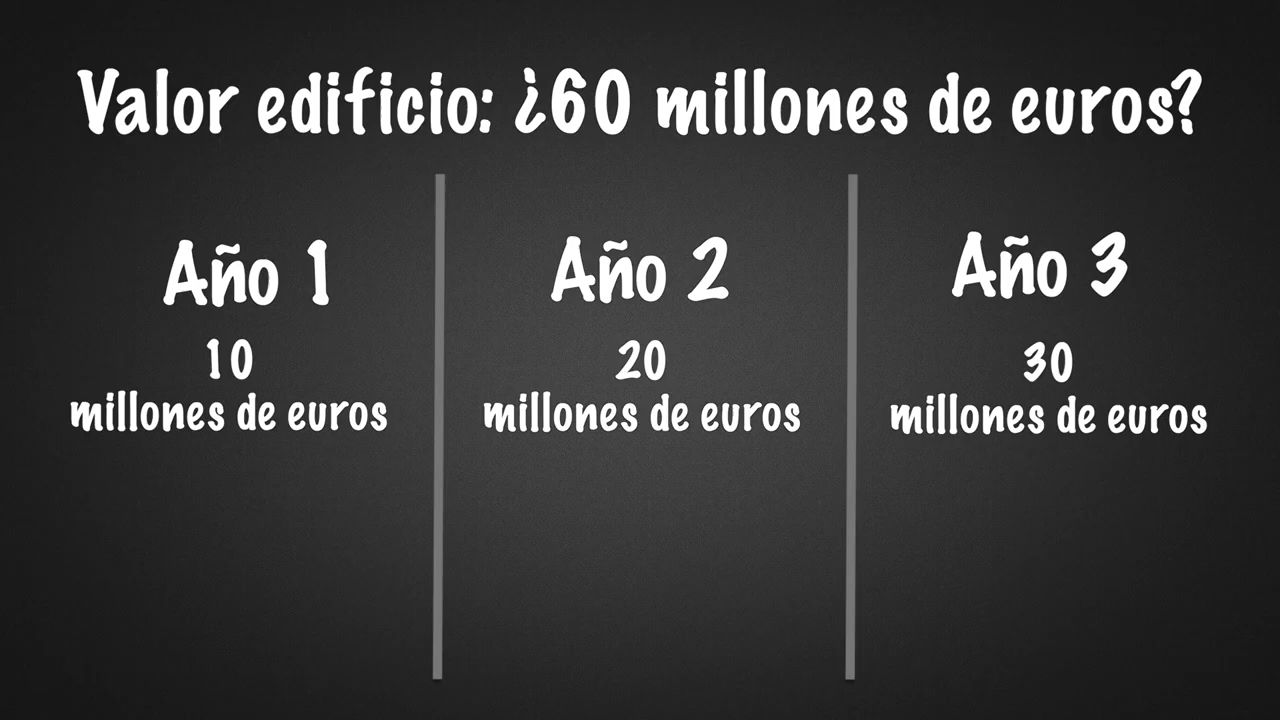 Valor edificio: ¿60 millones de euros?
Año 1
10
millones de euros
Año 2
20
millones de euros
Año 3
30
millones de euros